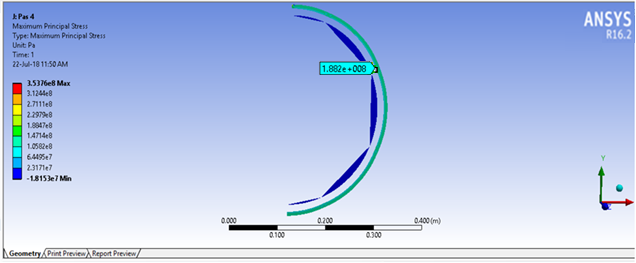 J: Pas 4
Maximum Principal Stress
Type: Maximum Principal Stress
Unit: Pa
Time: 1
22-Jul-18 11:50 AM
3.5376e8 Max
3.1244e8
2.7111e8
2.2979e8
1.8847e8
1.4714e8
1.0582e8
6.4495e7
2.3171e7
-1.8153e7 Min
1.882e+008
ANSYS
R16.2
Y
X
0.000 0.200 0.400 (m)
0.100 0.300
Geometry Print Preview Report Preview